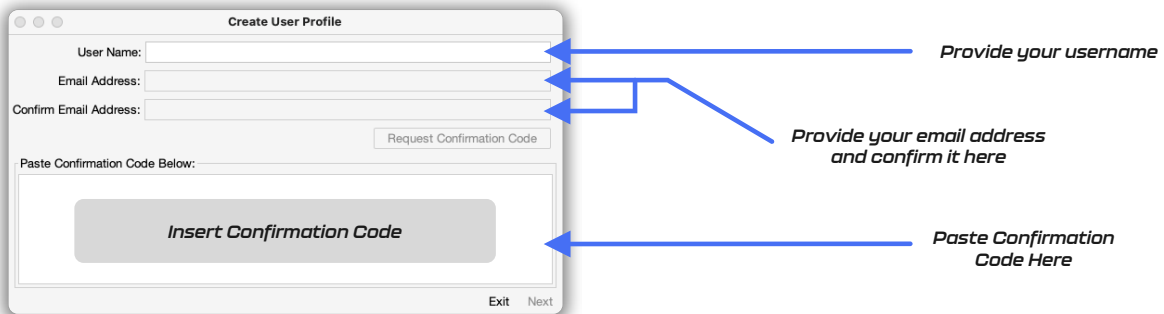 Create User Profile
User Name:
Provide your username
Email Address:
Confirm Email Address:
Provide your email address
and confirm it here
Request Confirmation Code
Paste Confirmation Code Below:
Insert Confirmation Code
Paste Confirmation
Code Here
Exit Next